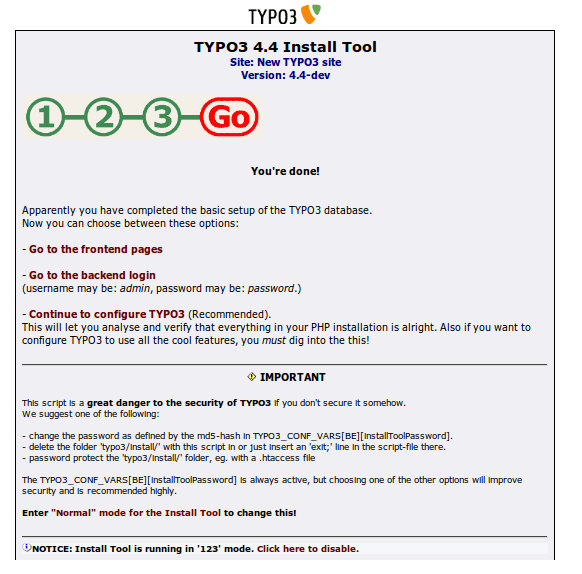 TYPO3
TYPO3 4.4 Install Tool
Site: New TYPO3 site
Version: 4.4-dev
1 2 3 Go
You're done!
Apparently you have completed the basic setup of the TYPO3 database.
Now you can choose between these options:
- Go to the frontend pages
- Go to the backend login
(username may be: admin, password may be: password.)
- Continue to configure TYPO3 (Recommended).
This will let you analyse and verify that everything in your PHP installation is alright. Also if you want to
configure TYPO3 to use all the cool features, you must dig into the this!
IMPORTANT
This script is a great danger to the security of TYPO3 if you don't secure it somehow.
We suggest one of the following:
- change the password as defined by the md5-hash in TYPO3_CONF_VARS[BE][installToolPassword].
- delete the folder 'typo3/install/' with this script in or just insert an 'exit;' line in the script-file there.
- password protect the 'typo3/install/' folder, eg. with a .htaccess file
The TYPO3_CONF_VARS[BE][installToolPassword] is always active, but choosing one of the other options will improve
security and is recommended highly.
Enter "Normal" mode for the Install Tool to change this!
NOTICE: Install Tool is running in '123' mode. Click here to disable.